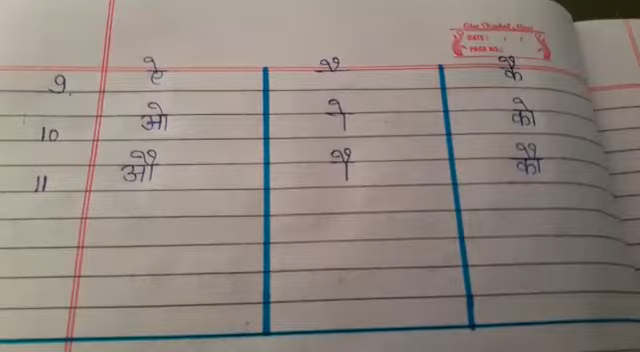 DATE: / /
PAGE NO.:
9. ऐ ै कै
10 ओ ो को
11 औ ौ कौ